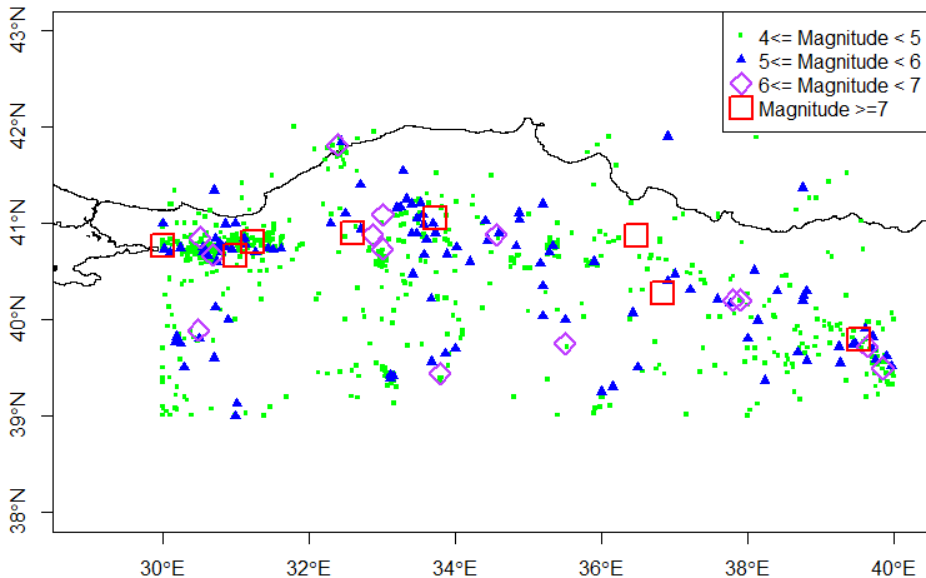 43°N
42°N
41°N
40°N
39°N
38°N
4<= Magnitude < 5
5<= Magnitude < 6
6<= Magnitude < 7
Magnitude >=7
30°E 32°E 34°E 36°E 38°E 40°E